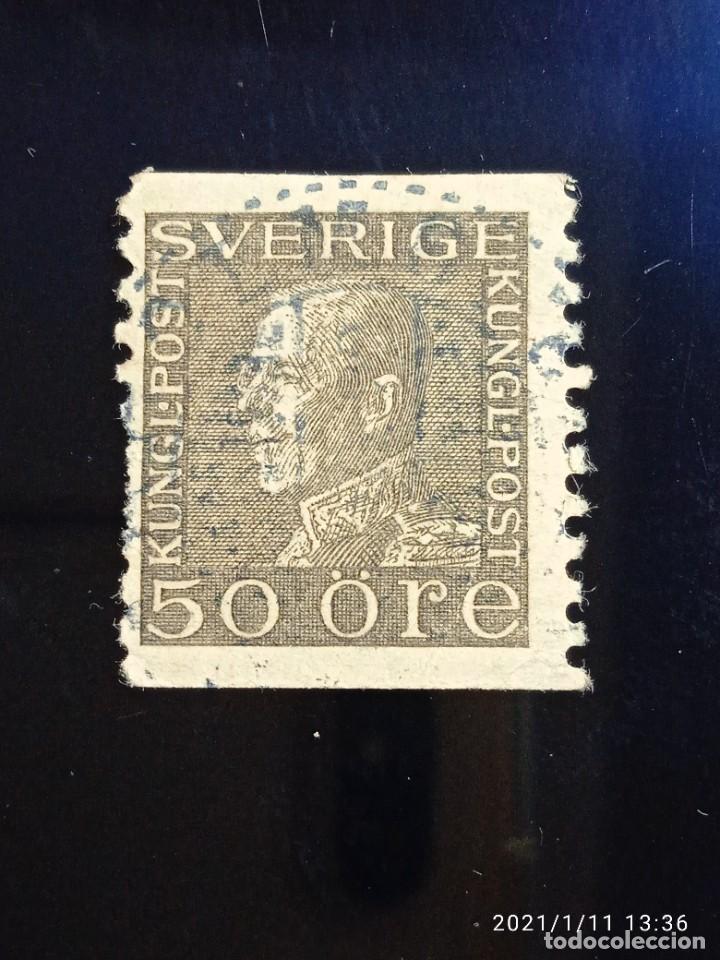 SVERIGE
KUNGL·POST
KUNGL·POST
50 öre
2021/1/11 13:36
todocoleccion